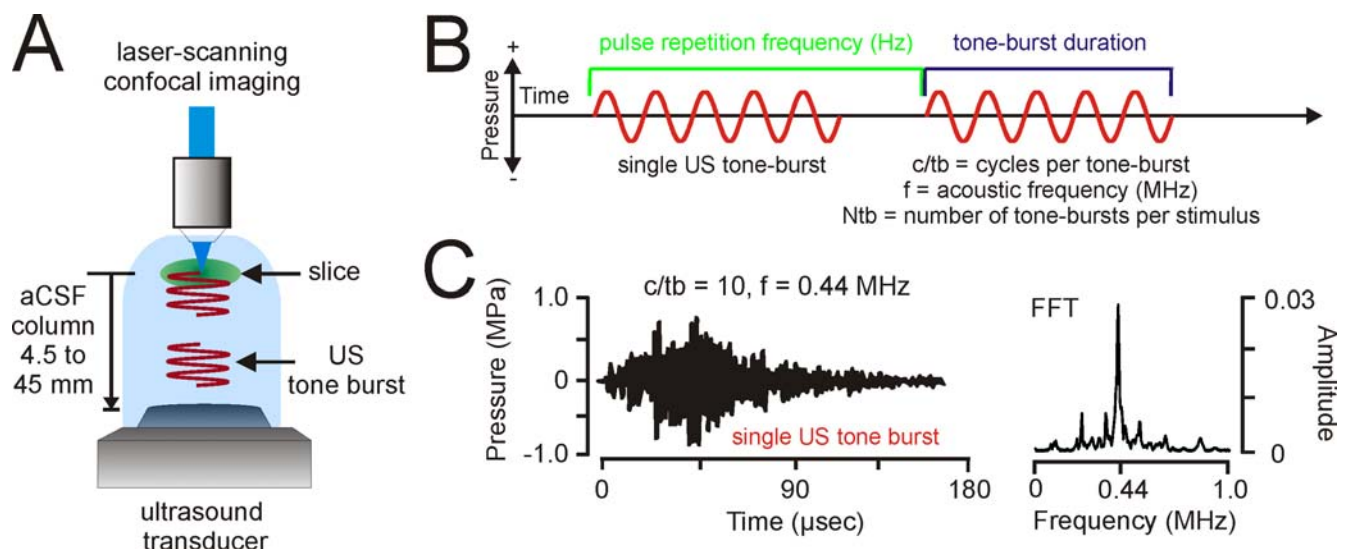 A
laser-scanning
confocal imaging
slice
aCSF
column
4.5 to
45 mm
US
tone burst
ultrasound
transducer
B
pulse repetition frequency (Hz)
tone-burst duration
+
Pressure
-
Time
single US tone-burst
c/tb = cycles per tone-burst
f = acoustic frequency (MHz)
Ntb = number of tone-bursts per stimulus
C
c/tb = 10, f = 0.44 MHz
Pressure (MPa)
1.0
0
-1.0
single US tone burst
0 90 180
Time (µsec)
FFT
0.03
0
Amplitude
0 0.44 1.0
Frequency (MHz)